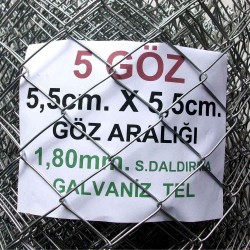 5 GÖZ
5,5cm. X 5,5cm.
GÖZ ARALIĞI
1,80mm. S.DALDIRMA
GALVANİZ TEL